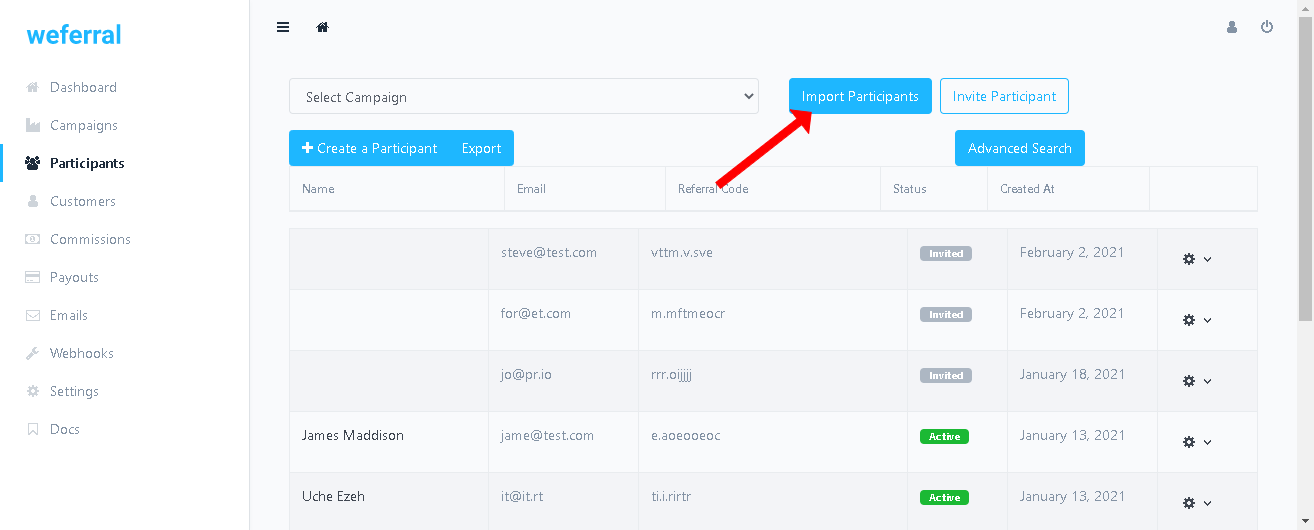 weferral
Dashboard
Campaigns
Participants
Customers
Commissions
Payouts
Emails
Webhooks
Settings
Docs
Select Campaign
Import Participants
Invite Participant
Create a Participant
Export
Advanced Search
Name Email Referral Code Status Created At
steve@test.com vttm.v.sve Invited February 2, 2021
for@et.com m.mftmeocr Invited February 2, 2021
jo@pr.io rrr.oijjjj Invited January 18, 2021
James Maddison jame@test.com e.aoeooeoc Active January 13, 2021
Uche Ezeh it@it.rt ti.i.rirtr Active January 13, 2021